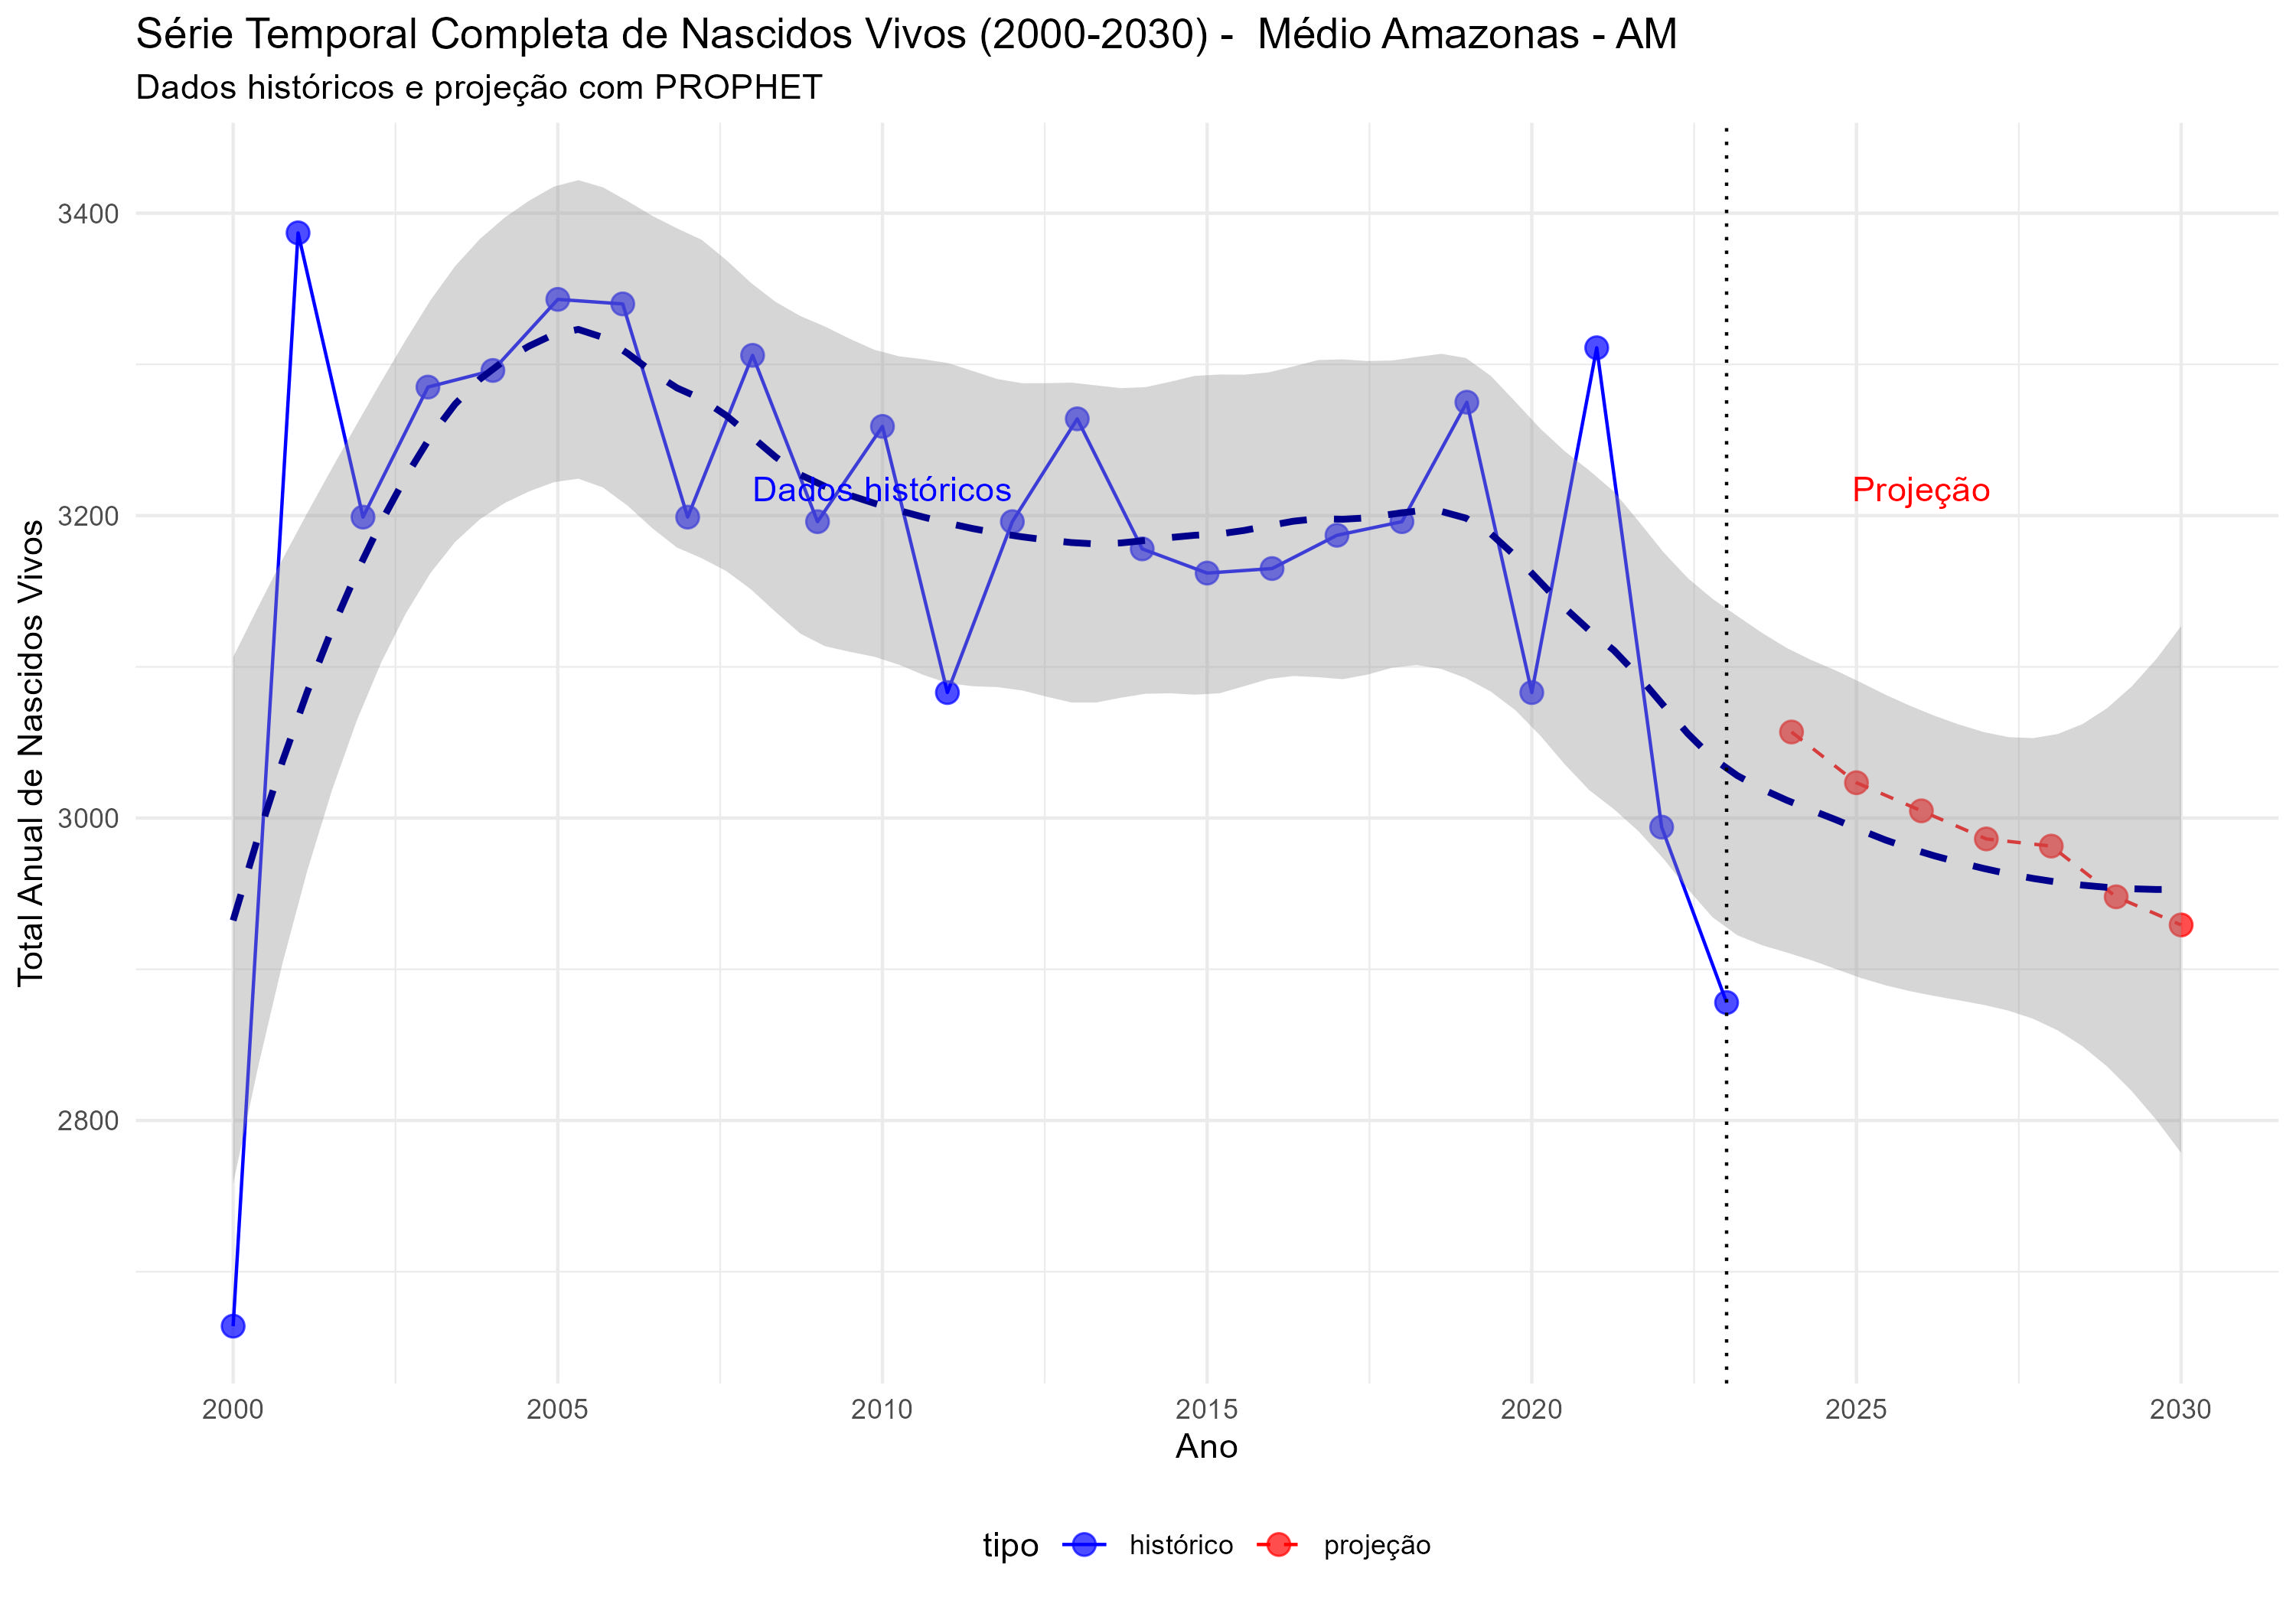 Série Temporal Completa de Nascidos Vivos (2000-2030) -  Médio Amazonas - AM
Dados históricos e projeção com PROPHET
Total Anual de Nascidos Vivos
3400
3200
3000
2800
Dados históricos
Projeção
2000 2005 2010 2015 2020 2025 2030
Ano
tipo histórico projeção